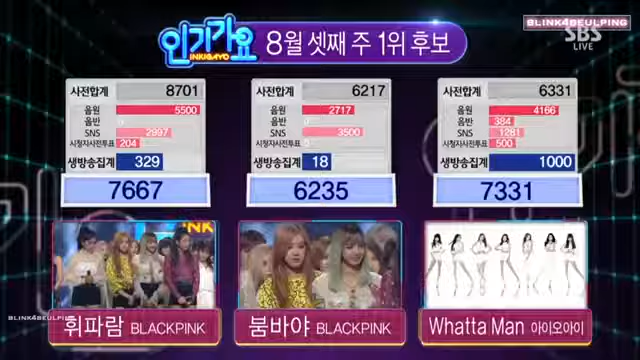 BLINK4BEULPING
SBS
LIVE
인기가요
INKIGAYO
8월 셋째 주 1위 후보
사전합계 8701
음원 5500
음반 0
SNS 2997
시청자사전투표 204
생방송집계 329
7667
사전합계 6217
음원 2717
음반 0
SNS 3500
시청자사전투표 0
생방송집계 18
6235
사전합계 6331
음원 4166
음반 384
SNS 1281
시청자사전투표 500
생방송집계 1000
7331
BLINK4BEULPING
휘파람 BLACKPINK
붐바야 BLACKPINK
Whatta Man 아이오아이